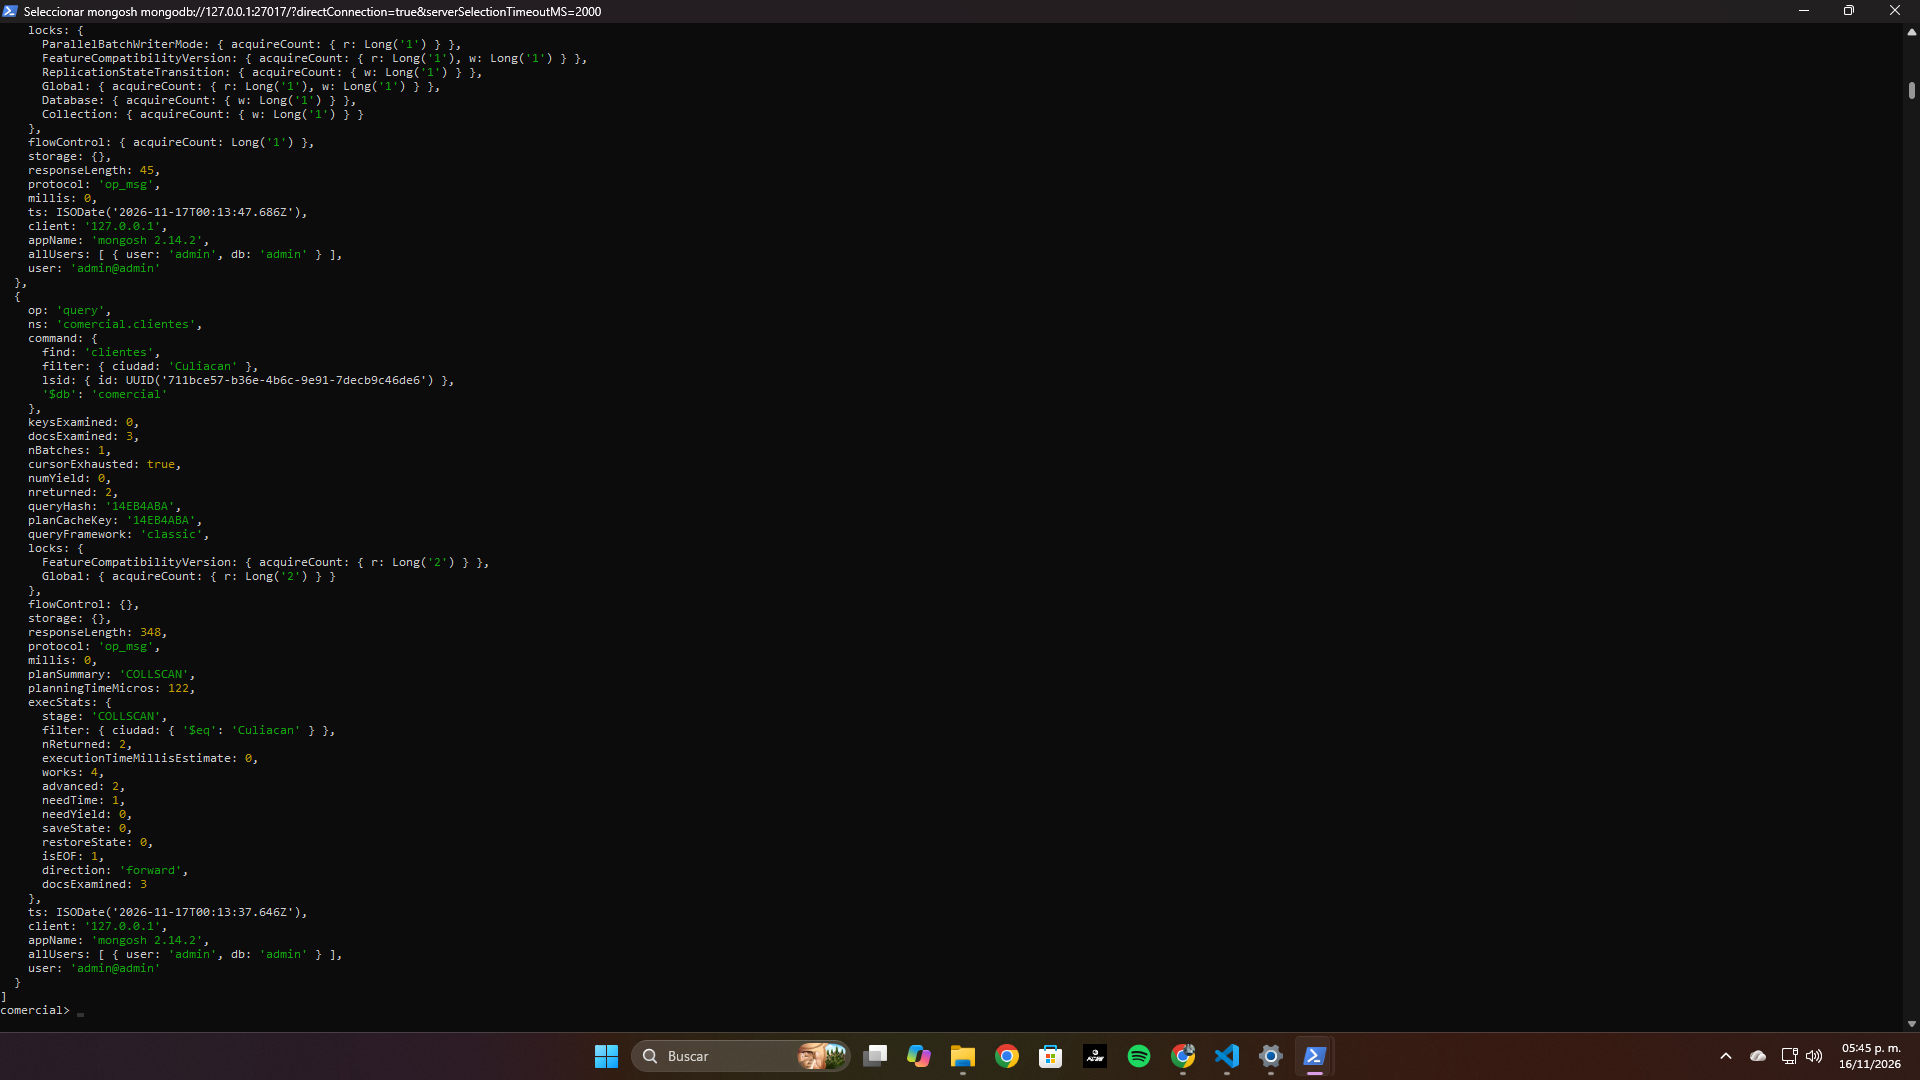 Seleccionar mongosh mongodb://127.0.0.1:27017/?directConnection=true&serverSelectionTimeoutMS=2000
locks: {
ParallelBatchWriterMode: { acquireCount: { r: Long('1') } },
FeatureCompatibilityVersion: { acquireCount: { r: Long('1'), w: Long('1') } },
ReplicationStateTransition: { acquireCount: { w: Long('1') } },
Global: { acquireCount: { r: Long('1'), w: Long('1') } },
Database: { acquireCount: { w: Long('1') } },
Collection: { acquireCount: { w: Long('1') } }
},
flowControl: { acquireCount: Long('1') },
storage: {},
responseLength: 45,
protocol: 'op_msg',
millis: 0,
ts: ISODate('2026-11-17T00:13:47.686Z'),
client: '127.0.0.1',
appName: 'mongosh 2.14.2',
allUsers: [ { user: 'admin', db: 'admin' } ],
user: 'admin@admin'
},
{
op: 'query',
ns: 'comercial.clientes',
command: {
find: 'clientes',
filter: { ciudad: 'Culiacan' },
lsid: { id: UUID('711bce57-b36e-4b6c-9e91-7decb9c46de6') },
'$db': 'comercial'
},
keysExamined: 0,
docsExamined: 3,
nBatches: 1,
cursorExhausted: true,
numYield: 0,
nreturned: 2,
queryHash: '14EB4ABA',
planCacheKey: '14EB4ABA',
queryFramework: 'classic',
locks: {
FeatureCompatibilityVersion: { acquireCount: { r: Long('2') } },
Global: { acquireCount: { r: Long('2') } }
},
flowControl: {},
storage: {},
responseLength: 348,
protocol: 'op_msg',
millis: 0,
planSummary: 'COLLSCAN',
planningTimeMicros: 122,
execStats: {
stage: 'COLLSCAN',
filter: { ciudad: { '$eq': 'Culiacan' } },
nReturned: 2,
executionTimeMillisEstimate: 0,
works: 4,
advanced: 2,
needTime: 1,
needYield: 0,
saveState: 0,
restoreState: 0,
isEOF: 1,
direction: 'forward',
docsExamined: 3
},
ts: ISODate('2026-11-17T00:13:37.646Z'),
client: '127.0.0.1',
appName: 'mongosh 2.14.2',
allUsers: [ { user: 'admin', db: 'admin' } ],
user: 'admin@admin'
}
]
comercial>
Buscar
05:45 p. m.
16/11/2026